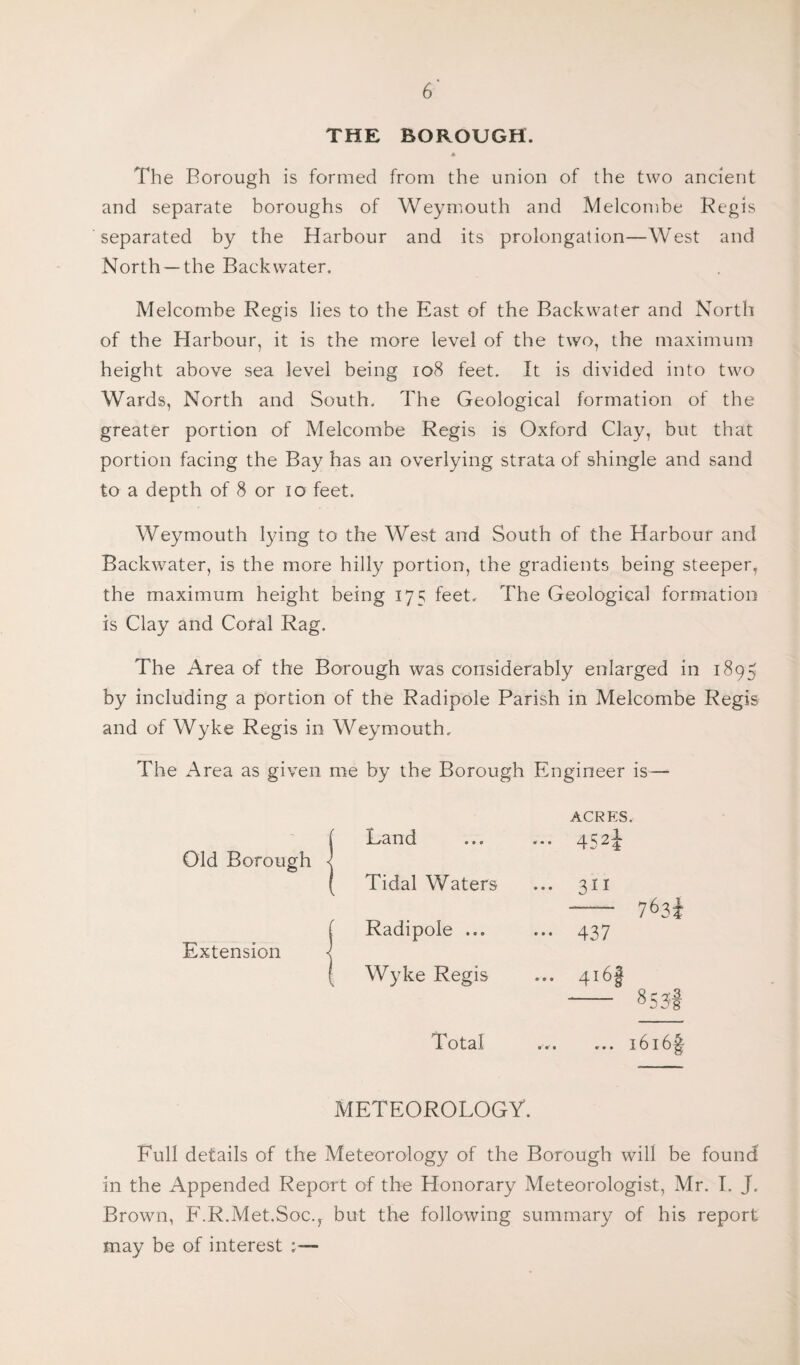 6
THE BOROUGH.
The Borough is formed from the union of the two ancient
and separate boroughs of Weymouth and Melcombe Regis
separated by the Harbour and its prolongation—West and
North—the Backwater.
Melcombe Regis lies to the East of the Backwater and North
of the Harbour, it is the more level of the two, the maximum
height above sea level being 108 feet. It is divided into two
Wards, North and South. The Geological formation of the
greater portion of Melcombe Regis is Oxford Clay, but that
portion facing the Bay has an overlying strata of shingle and sand
to a depth of 8 or 10 feet.
Weymouth lying to the West and South of the Harbour and
Backwater, is the more hilly portion, the gradients being steeper,
the maximum height being 175 feet. The Geological formation
is Clay and Coral Rag.
The Area of the Borough was considerably enlarged in 1895
by including a portion of the Radipole Parish in Melcombe Regis
and of Wyke Regis in Weymouth.
The Area as given me by the Borough Engineer is—
ACRES.
Land ... ... 452¼
Old Borough
Tidal Waters ... 311
763¼
Radipole ... ... 437
Extension
Wyke Regis ... 416⅜
853⅜
Total ... ... 1616⅝
METEOROLOGY.
Full details of the Meteorology of the Borough will be found
in the Appended Report of the Honorary Meteorologist, Mr. I. J.
Brown, F.R.Met.Soc., but the following summary of his report
may be of interest :—